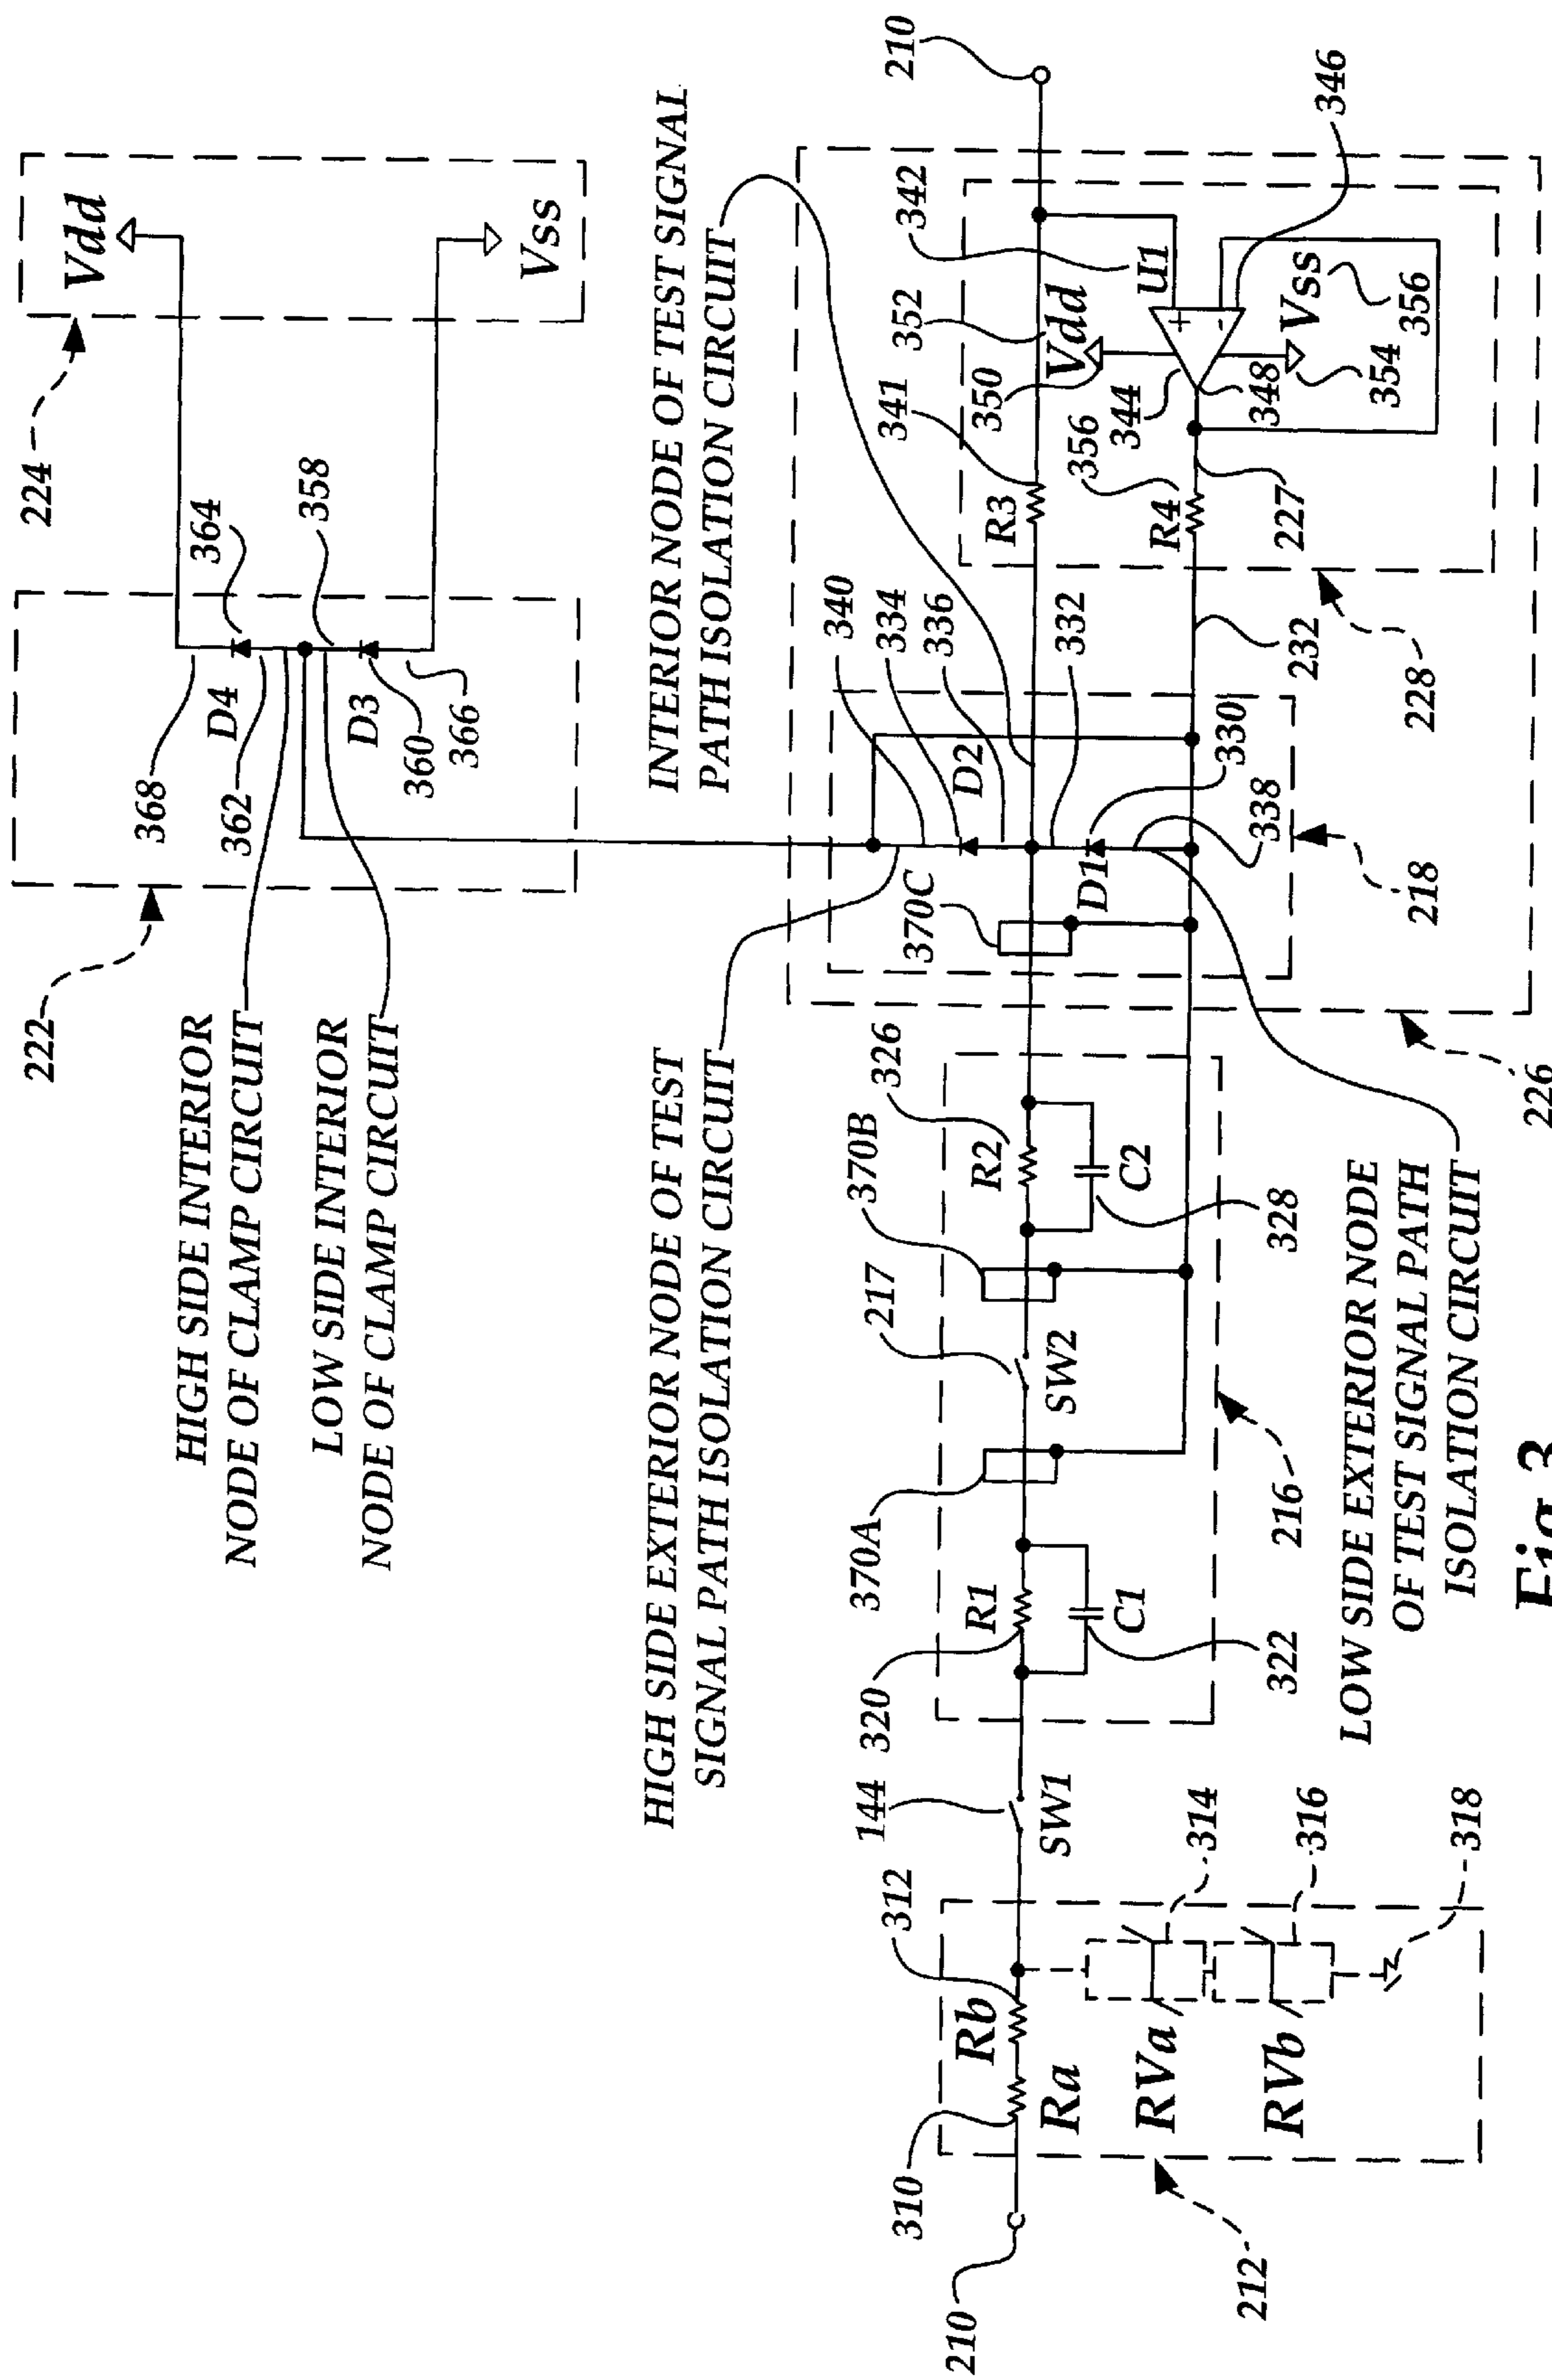 224
Vdd
Vss
222
368
D4
364
362
358
D3
360
366
HIGH SIDE INTERIOR
NODE OF CLAMP CIRCUIT
LOW SIDE INTERIOR
NODE OF CLAMP CIRCUIT
INTERIOR NODE OF TEST SIGNAL
PATH ISOLATION CIRCUIT
HIGH SIDE EXTERIOR NODE OF TEST
SIGNAL PATH ISOLATION CIRCUIT
210
310
Ra
Rb
312
RVa
314
RVb
316
318
212
144
SW1
320
R1
C1
322
370A
217
SW2
370B
R2
326
C2
328
216
370C
340
334
336
D2
332
D1
330
338
218
232
R3
341
350
352
Vdd
342
U1
346
356
344
R4
348
227
Vss
354
356
228
226
210
LOW SIDE EXTERIOR NODE
OF TEST SIGNAL PATH
ISOLATION CIRCUIT
Fig 3